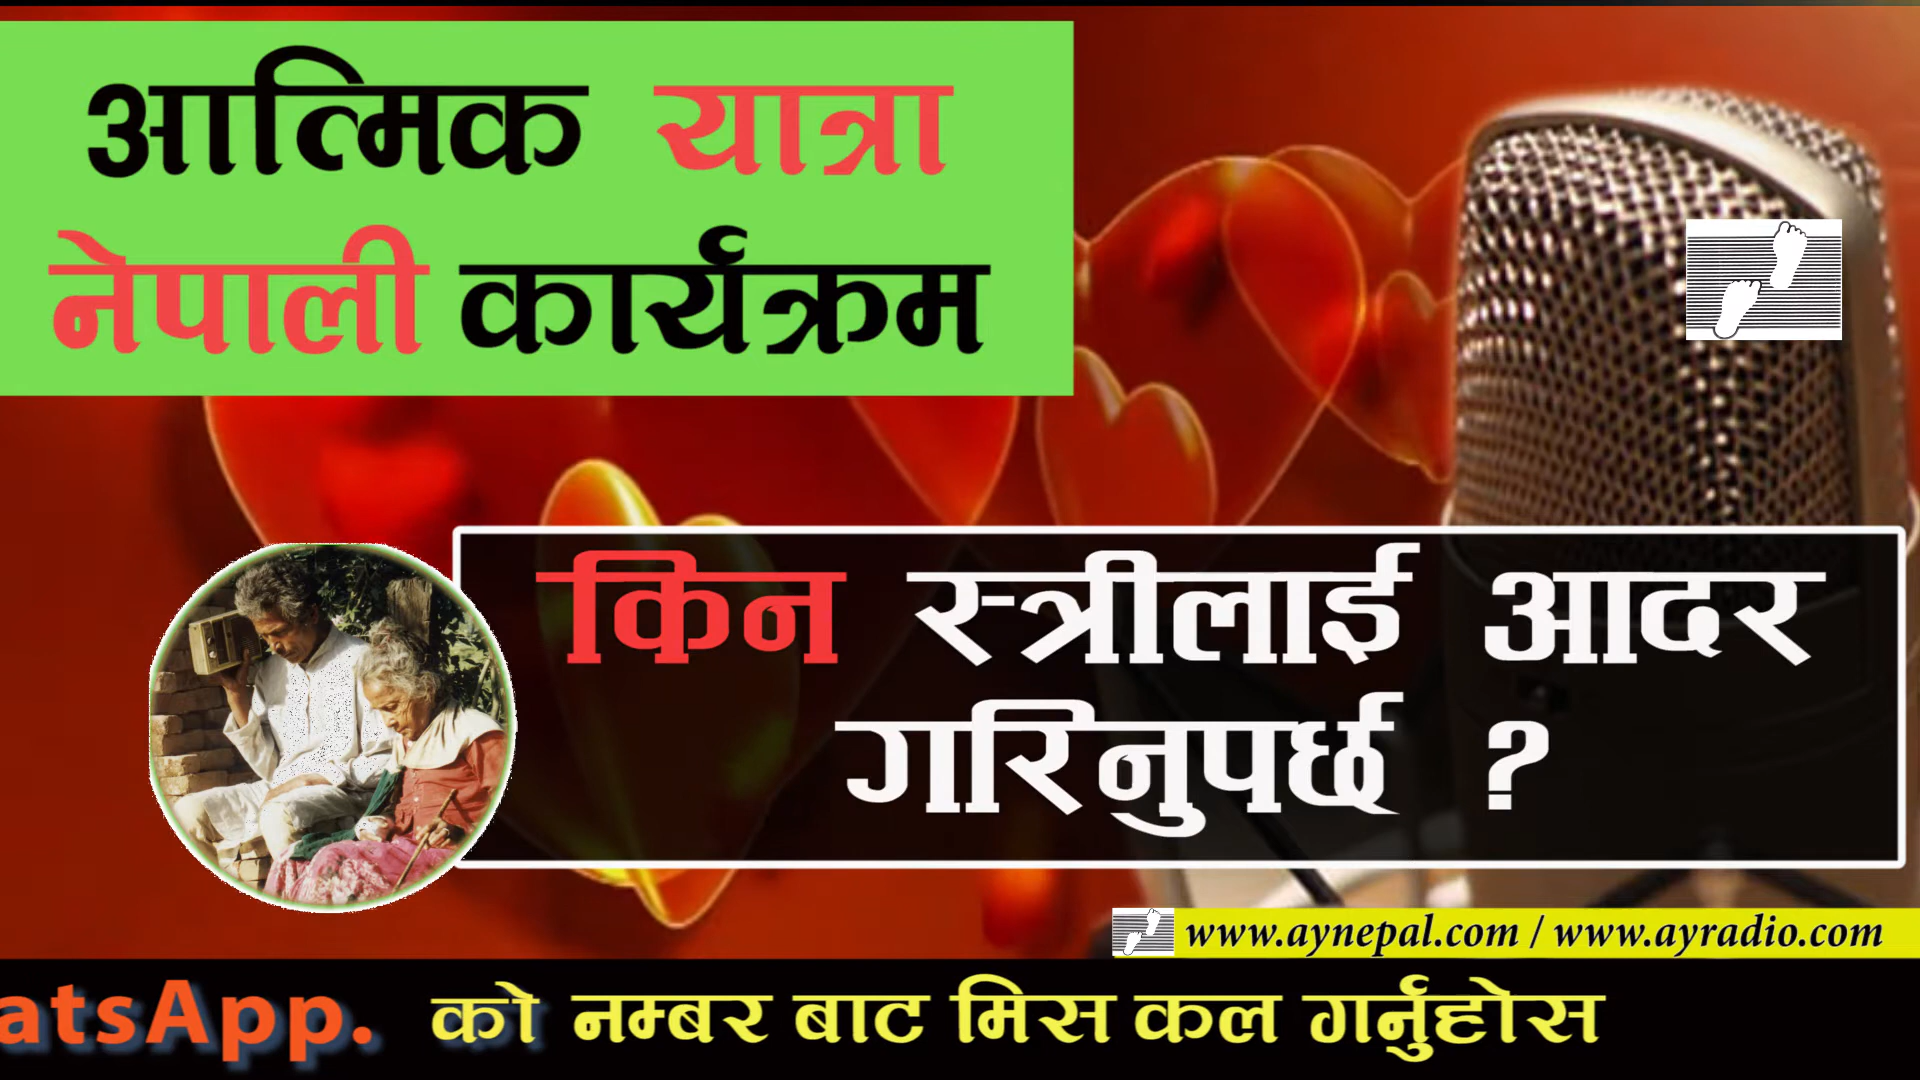 आत्मिक यात्रा
नेपाली कार्यक्रम
किन स्त्रीलाई आदर
गरिनुपर्छ ?
www.aynepal.com / www.ayradio.com
atsApp. को नम्बर बाट मिस कल गर्नुहोस